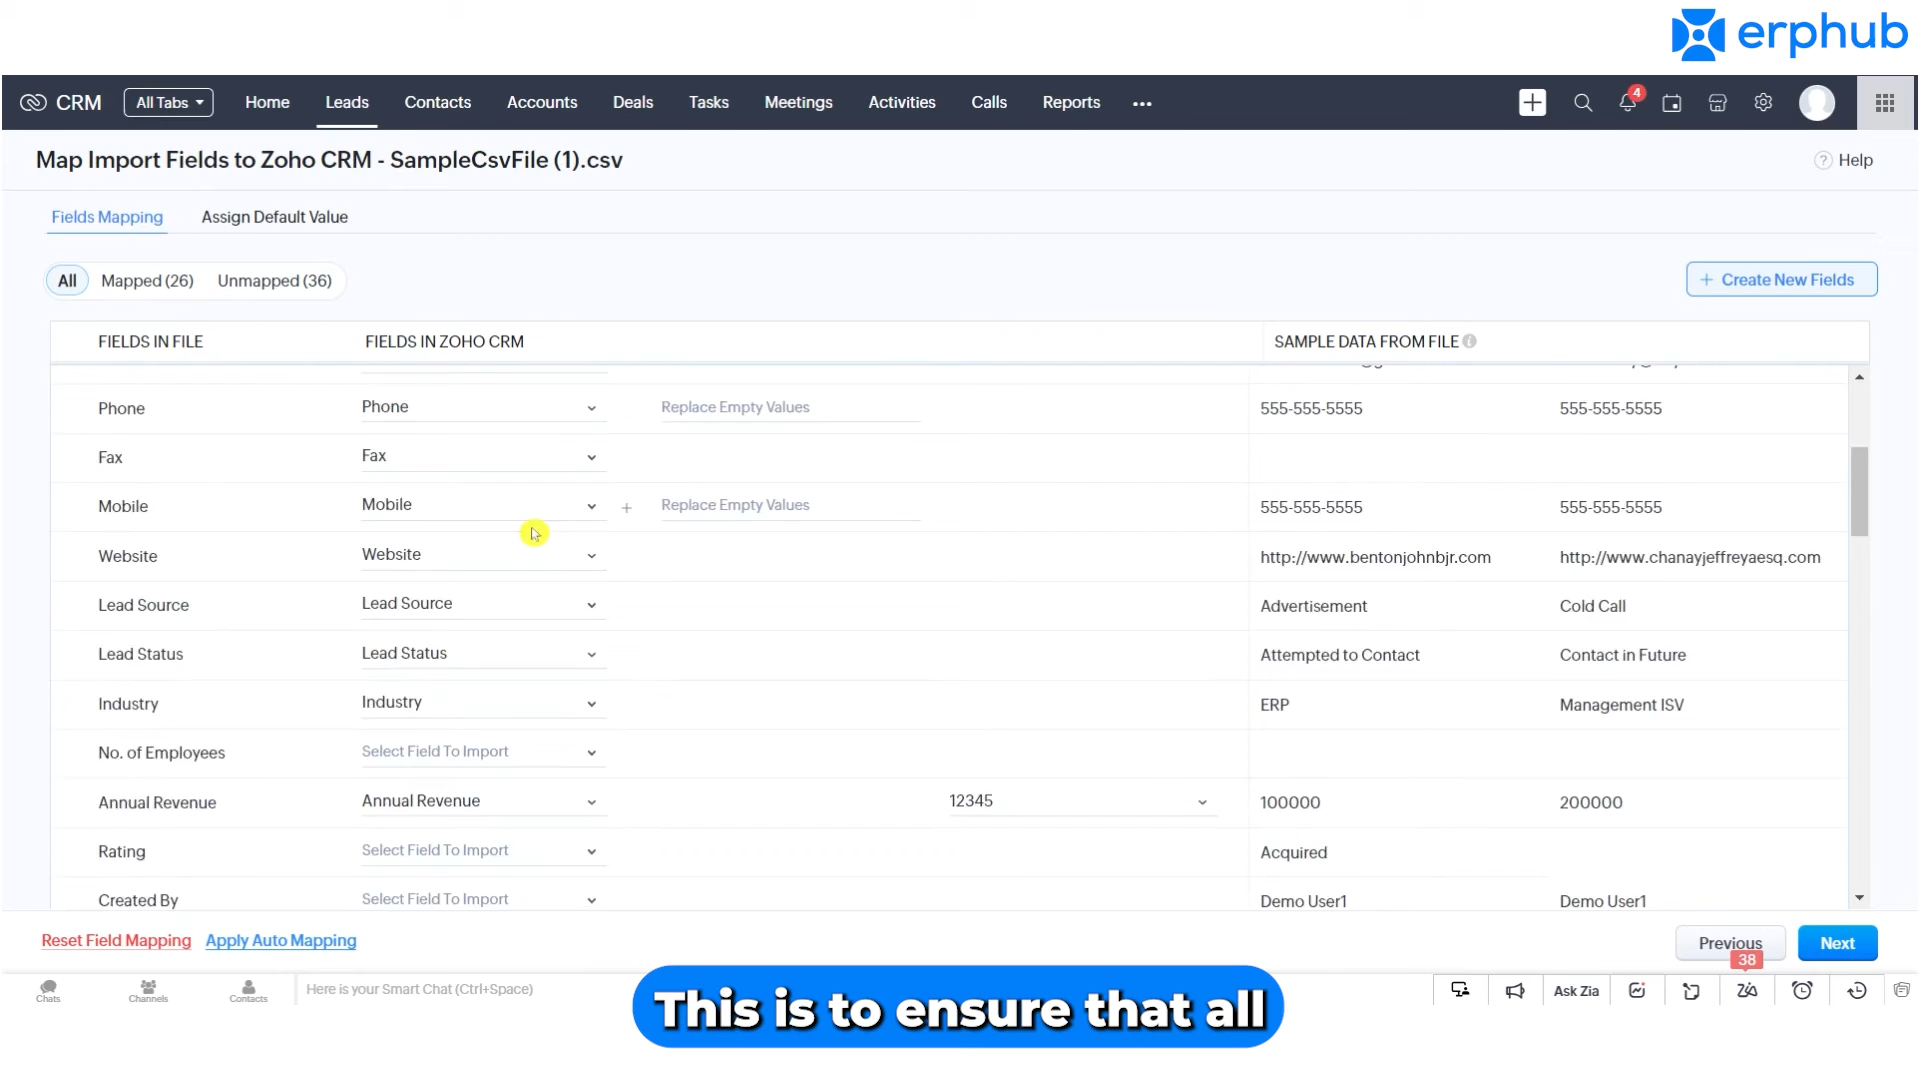 erphub
CRM All Tabs Home Leads Contacts Accounts Deals Tasks Meetings Activities Calls Reports ••• 4
Map Import Fields to Zoho CRM - SampleCsvFile (1).csv ? Help
Fields Mapping Assign Default Value
All Mapped (26) Unmapped (36) + Create New Fields
FIELDS IN FILE FIELDS IN ZOHO CRM SAMPLE DATA FROM FILE
Phone Phone Replace Empty Values 555-555-5555 555-555-5555
Fax Fax
Mobile Mobile + Replace Empty Values 555-555-5555 555-555-5555
Website Website http://www.bentonjohnbjr.com http://www.chanayjeffreyaesq.com
Lead Source Lead Source Advertisement Cold Call
Lead Status Lead Status Attempted to Contact Contact in Future
Industry Industry ERP Management ISV
No. of Employees Select Field To Import
Annual Revenue Annual Revenue 12345 100000 200000
Rating Select Field To Import Acquired
Created By Select Field To Import Demo User1 Demo User1
Reset Field Mapping Apply Auto Mapping Previous Next
38
Chats Channels Contacts Here is your Smart Chat (Ctrl+Space) Ask Zia
This is to ensure that all